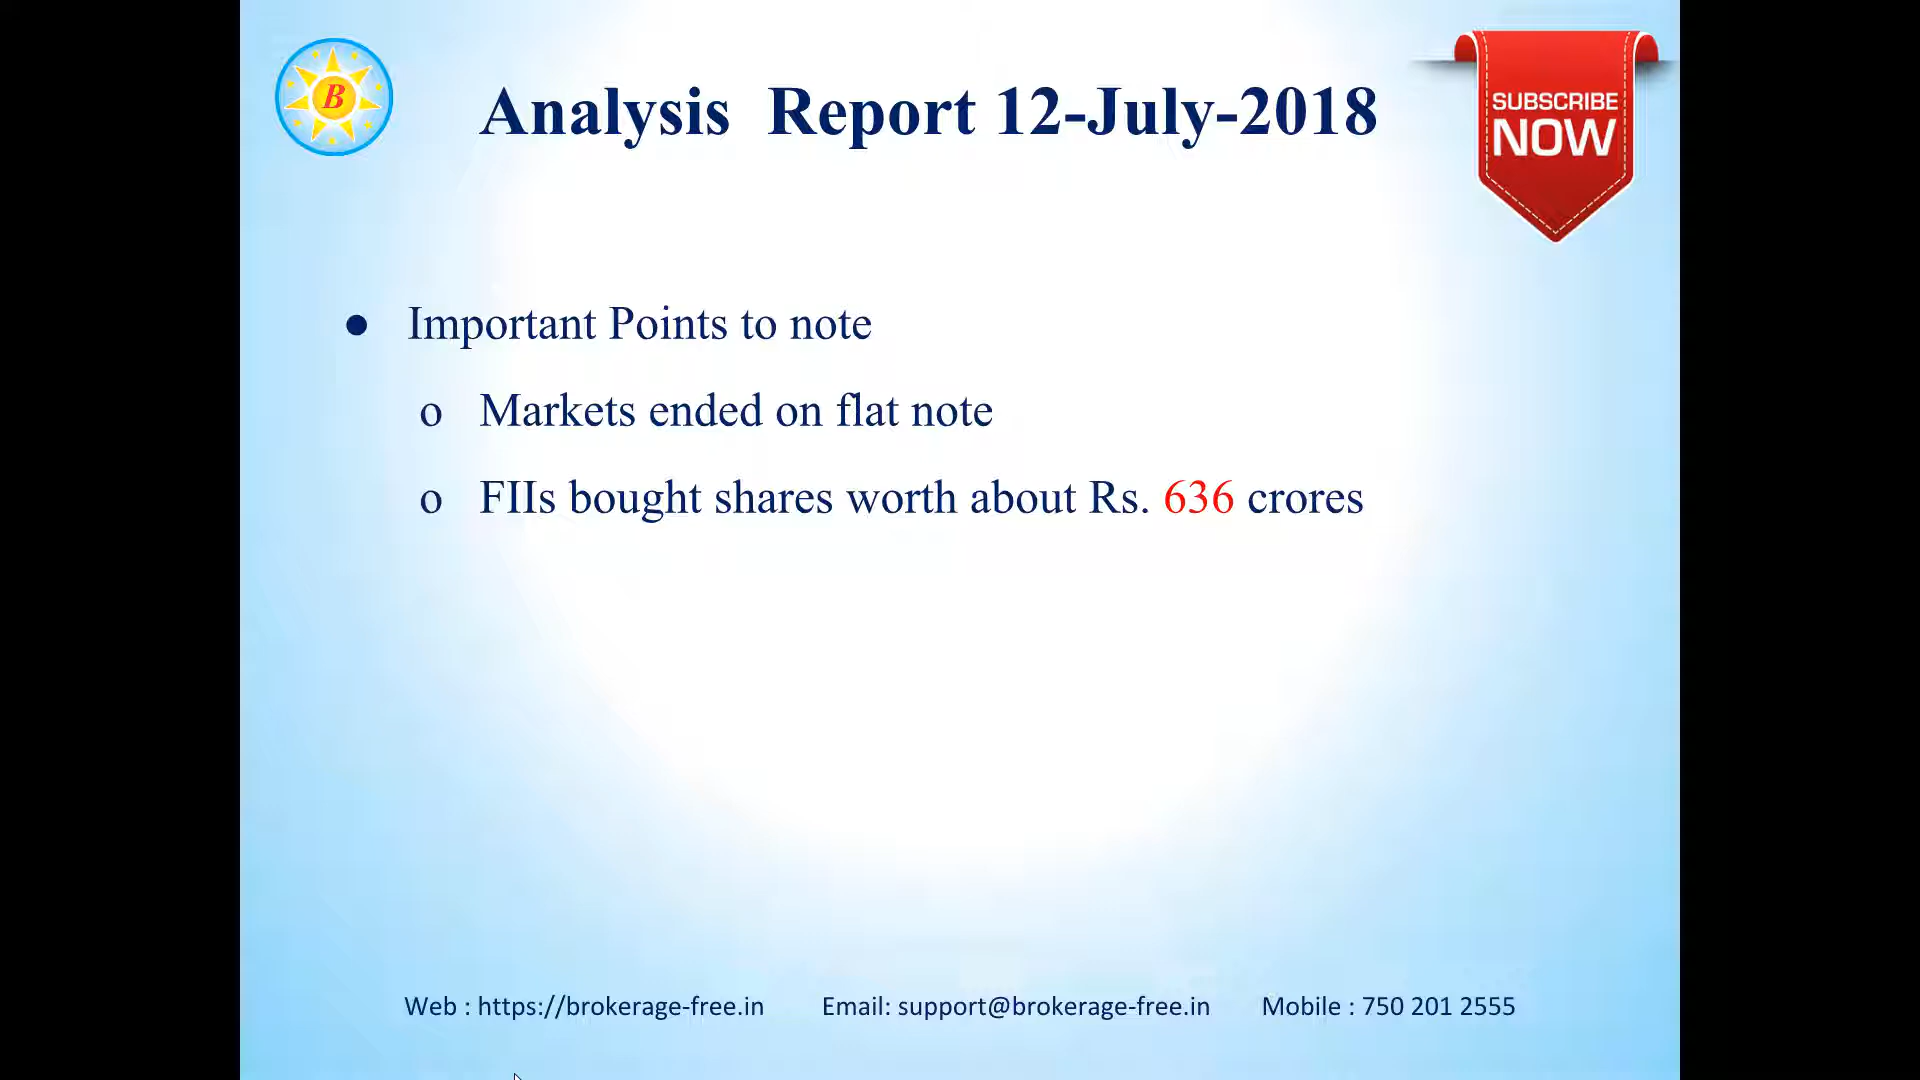 B
Analysis Report 12-July-2018
SUBSCRIBE
NOW
● Important Points to note
o Markets ended on flat note
o FIIs bought shares worth about Rs. 636 crores
Web : https://brokerage-free.in Email: support@brokerage-free.in Mobile : 750 201 2555